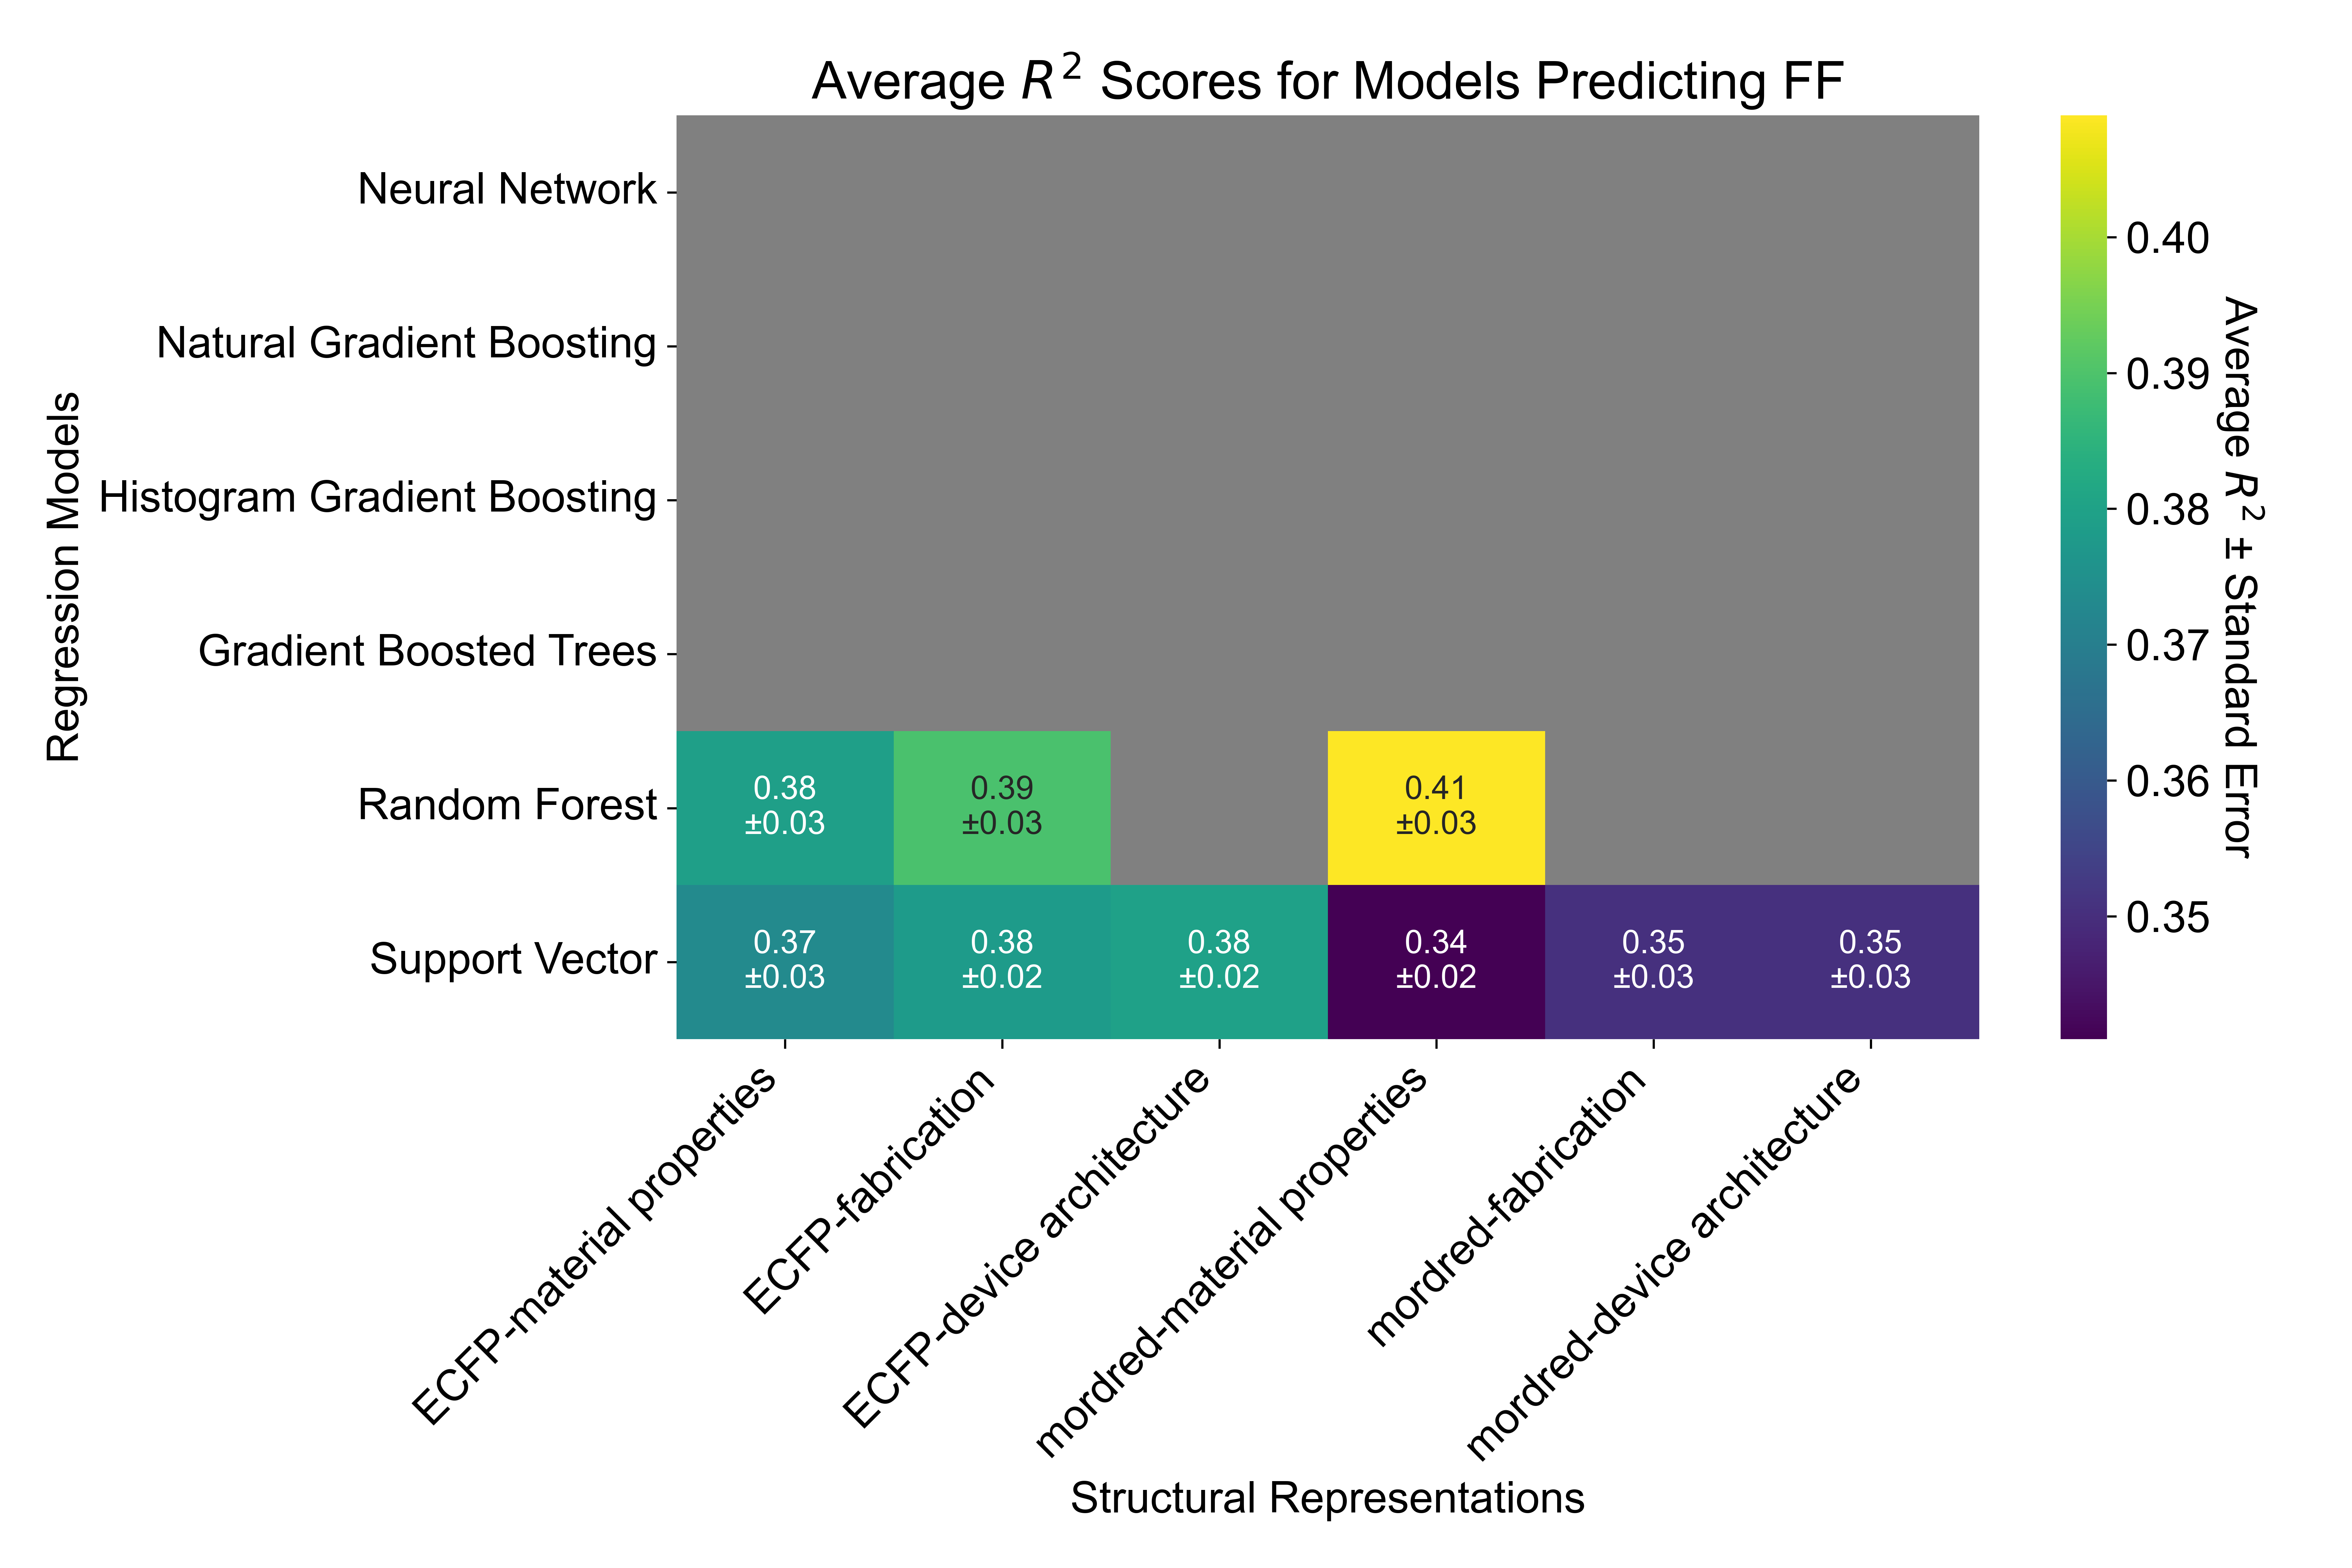 Average R² Scores for Models Predicting FF
Regression Models
Neural Network
Natural Gradient Boosting
Histogram Gradient Boosting
Gradient Boosted Trees
Random Forest
Support Vector
0.38
±0.03
0.39
±0.03
0.41
±0.03
0.37
±0.03
0.38
±0.02
0.38
±0.02
0.34
±0.02
0.35
±0.03
0.35
±0.03
ECFP-material properties
ECFP-fabrication
ECFP-device architecture
mordred-material properties
mordred-fabrication
mordred-device architecture
Structural Representations
0.40
0.39
0.38
0.37
0.36
0.35
Average R² ± Standard Error